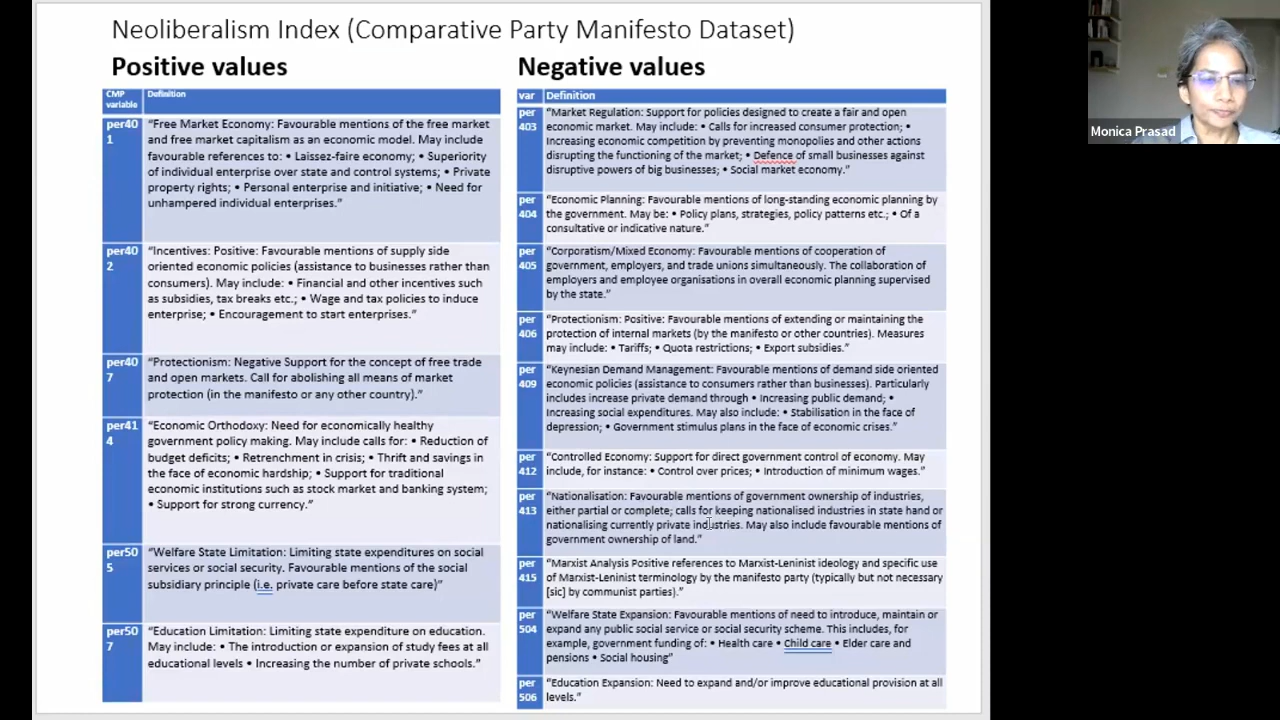 Neoliberalism Index (Comparative Party Manifesto Dataset)
Positive values
CMP
variable
Definition
per40
1
“Free Market Economy: Favourable mentions of the free market
and free market capitalism as an economic model. May include
favourable references to: • Laissez-faire economy; • Superiority
of individual enterprise over state and control systems; • Private
property rights; • Personal enterprise and initiative; • Need for
unhampered individual enterprises.”
per40
2
“Incentives: Positive: Favourable mentions of supply side
oriented economic policies (assistance to businesses rather than
consumers). May include: • Financial and other incentives such
as subsidies, tax breaks etc.; • Wage and tax policies to induce
enterprise; • Encouragement to start enterprises.”
per40
7
“Protectionism: Negative Support for the concept of free trade
and open markets. Call for abolishing all means of market
protection (in the manifesto or any other country).”
per41
4
“Economic Orthodoxy: Need for economically healthy
government policy making. May include calls for: • Reduction of
budget deficits; • Retrenchment in crisis; • Thrift and savings in
the face of economic hardship; • Support for traditional
economic institutions such as stock market and banking system;
• Support for strong currency.”
per50
5
“Welfare State Limitation: Limiting state expenditures on social
services or social security. Favourable mentions of the social
subsidiary principle (i.e. private care before state care)”
per50
7
“Education Limitation: Limiting state expenditure on education.
May include: • The introduction or expansion of study fees at all
educational levels • Increasing the number of private schools.”
Negative values
var
Definition
per
403
“Market Regulation: Support for policies designed to create a fair and open
economic market. May include: • Calls for increased consumer protection; •
Increasing economic competition by preventing monopolies and other actions
disrupting the functioning of the market; • Defence of small businesses against
disruptive powers of big businesses; • Social market economy.”
per
404
“Economic Planning: Favourable mentions of long-standing economic planning by
the government. May be: • Policy plans, strategies, policy patterns etc.; • Of a
consultative or indicative nature.”
per
405
“Corporatism/Mixed Economy: Favourable mentions of cooperation of
government, employers, and trade unions simultaneously. The collaboration of
employers and employee organisations in overall economic planning supervised
by the state.”
per
406
“Protectionism: Positive: Favourable mentions of extending or maintaining the
protection of internal markets (by the manifesto or other countries). Measures
may include: • Tariffs; • Quota restrictions; • Export subsidies.”
per
409
“Keynesian Demand Management: Favourable mentions of demand side oriented
economic policies (assistance to consumers rather than businesses). Particularly
includes increase private demand through • Increasing public demand; •
Increasing social expenditures. May also include: • Stabilisation in the face of
depression; • Government stimulus plans in the face of economic crises.”
per
412
“Controlled Economy: Support for direct government control of economy. May
include, for instance: • Control over prices; • Introduction of minimum wages.”
per
413
“Nationalisation: Favourable mentions of government ownership of industries,
either partial or complete; calls for keeping nationalised industries in state hand or
nationalising currently private industries. May also include favourable mentions of
government ownership of land.”
per
415
“Marxist Analysis Positive references to Marxist-Leninist ideology and specific use
of Marxist-Leninist terminology by the manifesto party (typically but not necessary
[sic] by communist parties).”
per
504
“Welfare State Expansion: Favourable mentions of need to introduce, maintain or
expand any public social service or social security scheme. This includes, for
example, government funding of: • Health care • Child care • Elder care and
pensions • Social housing”
per
506
“Education Expansion: Need to expand and/or improve educational provision at all
levels.”
Monica Prasad